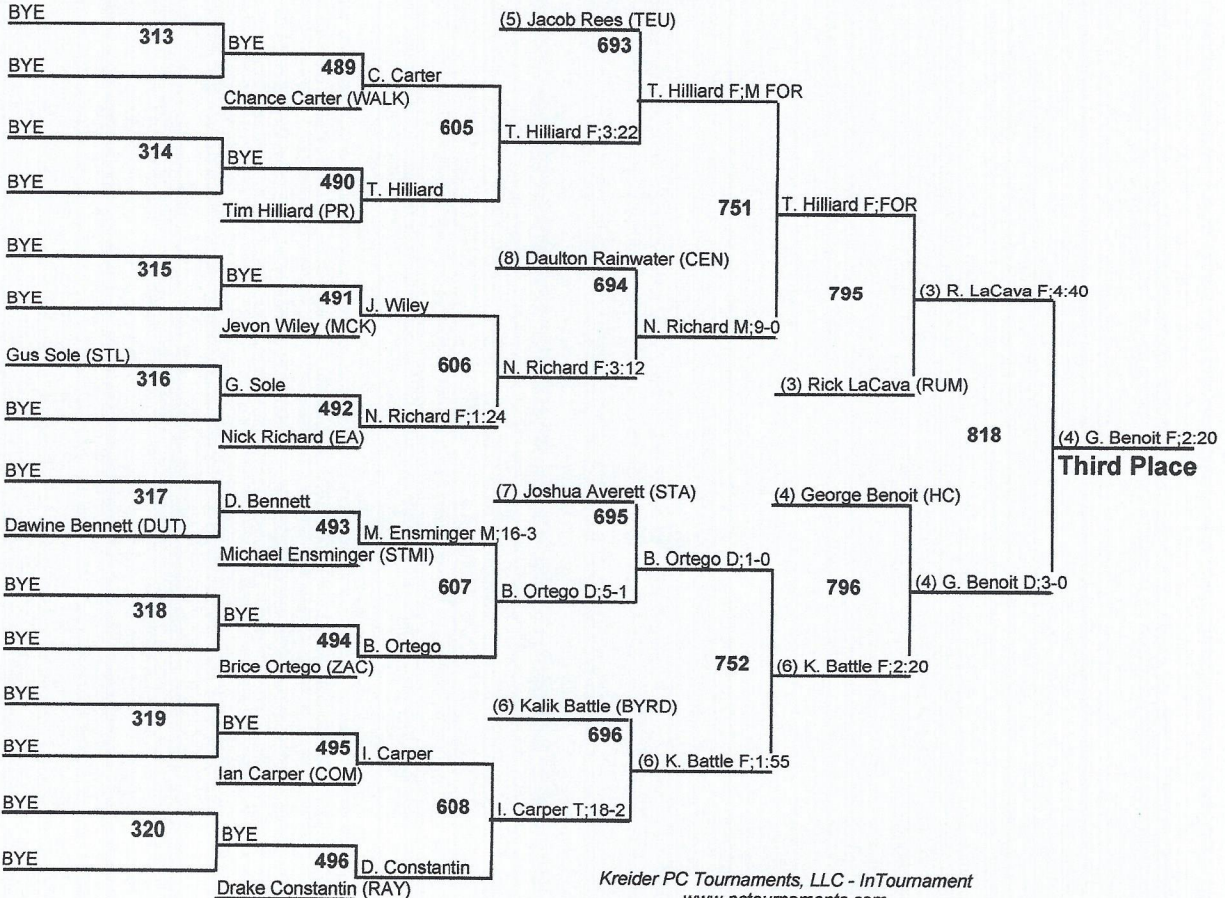 BYE
313
BYE
BYE
489
Chance Carter (WALK)
C. Carter
BYE
314
BYE
BYE
490
Tim Hilliard (PR)
T. Hilliard
605
T. Hilliard F;3:22
(5) Jacob Rees (TEU)
693
T. Hilliard F;M FOR
BYE
315
BYE
BYE
491
Jevon Wiley (MCK)
J. Wiley
Gus Sole (STL)
316
BYE
G. Sole
492
Nick Richard (EA)
N. Richard F;1:24
606
N. Richard F;3:12
(8) Daulton Rainwater (CEN)
694
N. Richard M;9-0
751
T. Hilliard F;FOR
795
(3) Rick LaCava (RUM)
(3) R. LaCava F;4:40
BYE
317
Dawine Bennett (DUT)
D. Bennett
493
Michael Ensminger (STMI)
M. Ensminger M;16-3
BYE
318
BYE
BYE
494
Brice Ortego (ZAC)
B. Ortego
607
B. Ortego D;5-1
(7) Joshua Averett (STA)
695
B. Ortego D;1-0
BYE
319
BYE
BYE
495
Ian Carper (COM)
I. Carper
BYE
320
BYE
BYE
496
Drake Constantin (RAY)
D. Constantin
608
I. Carper T;18-2
(6) Kalik Battle (BYRD)
696
(6) K. Battle F;1:55
752
(6) K. Battle F;2:20
(4) George Benoit (HC)
796
(4) G. Benoit D;3-0
818
(4) G. Benoit F;2:20
Third Place
Kreider PC Tournaments, LLC - InTournament
www.pctournaments.com